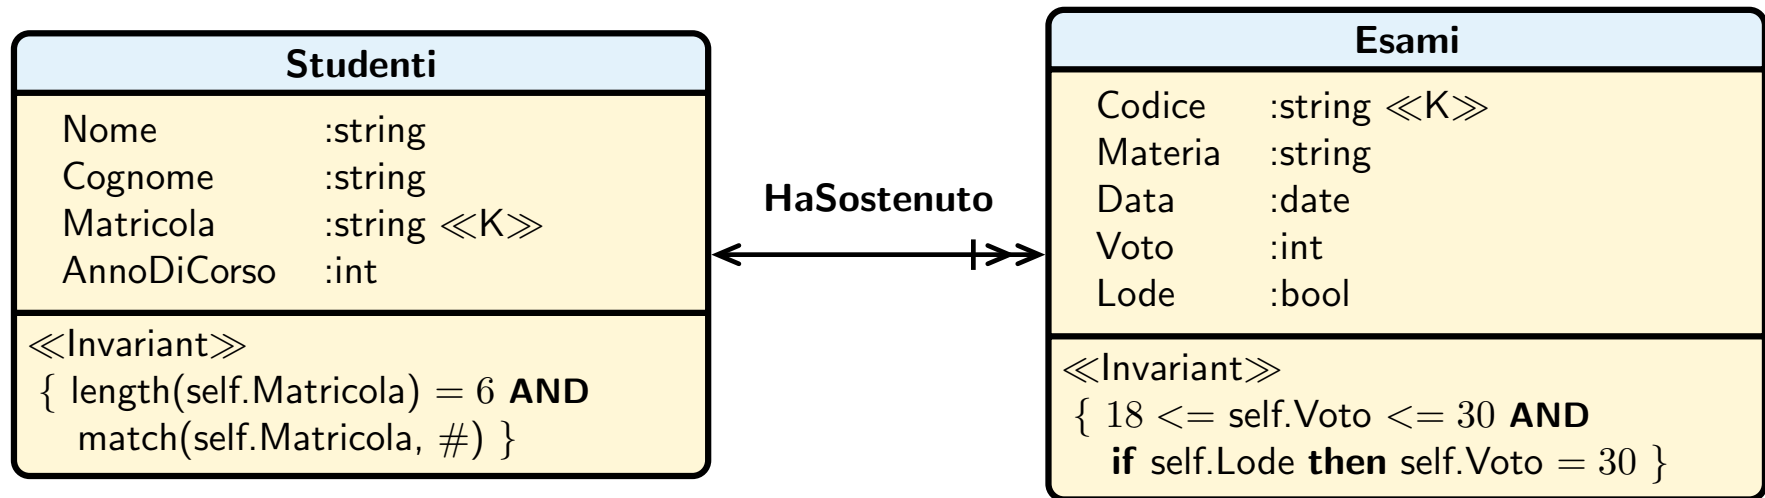 Studenti
Nome :string
Cognome :string
Matricola :string ≪K≫
AnnoDiCorso :int
≪Invariant≫
{ length(self.Matricola) = 6 AND
match(self.Matricola, #) }
HaSostenuto
Esami
Codice :string ≪K≫
Materia :string
Data :date
Voto :int
Lode :bool
≪Invariant≫
{ 18 <= self.Voto <= 30 AND
if self.Lode then self.Voto = 30 }